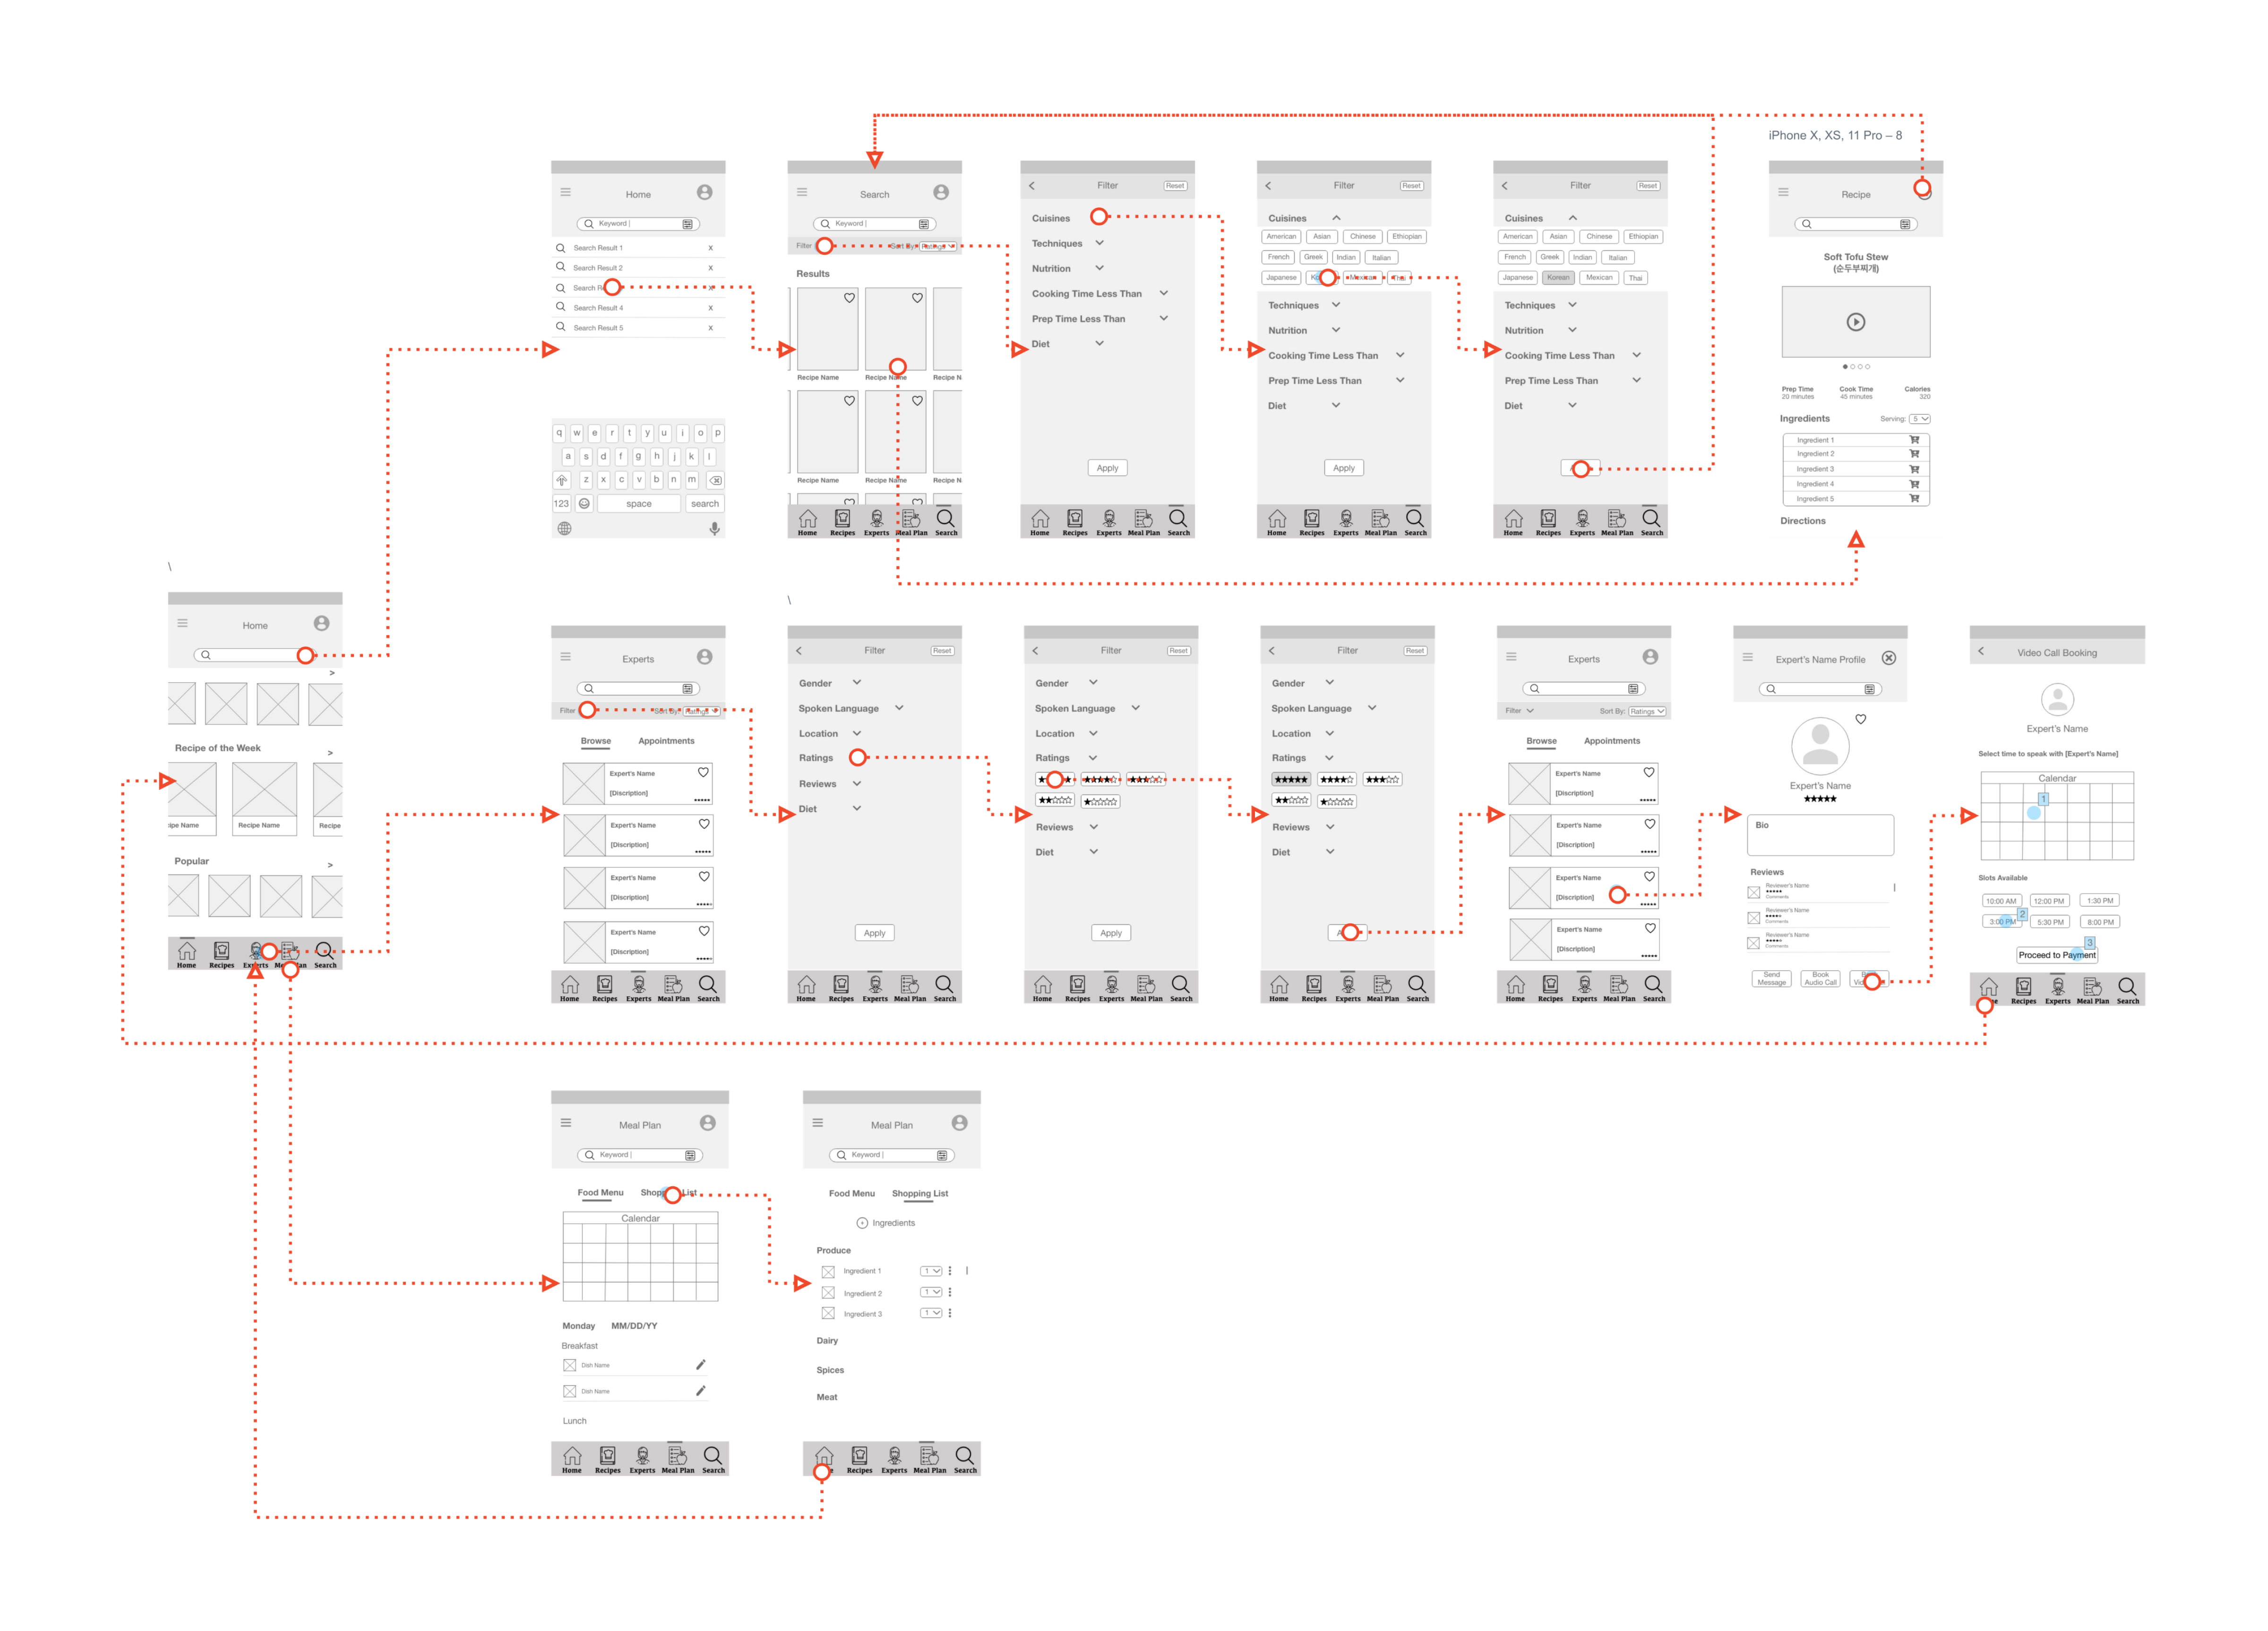 iPhone X, XS, 11 Pro – 8
Home
Keyword |
Search Result 1 X
Search Result 2 X
Search X
Search Result 4 X
Search Result 5 X
q w e r t y u i o p
a s d f g h j k l
z x c v b n m
123 space search
Search
Keyword |
Filter Sort By: Ratings
Results
Recipe Name Recipe Name Recipe N
Recipe Name Recipe Name Recipe N
Home Recipes Experts Meal Plan Search
Filter Reset
Cuisines
Techniques
Nutrition
Cooking Time Less Than
Prep Time Less Than
Diet
Apply
Home Recipes Experts Meal Plan Search
Filter Reset
Cuisines
American Asian Chinese Ethiopian
French Greek Indian Italian
Japanese Mexican Thai
Techniques
Nutrition
Cooking Time Less Than
Prep Time Less Than
Diet
Apply
Home Recipes Experts Meal Plan Search
Filter Reset
Cuisines
American Asian Chinese Ethiopian
French Greek Indian Italian
Japanese Korean Mexican Thai
Techniques
Nutrition
Cooking Time Less Than
Prep Time Less Than
Diet
Home Recipes Experts Meal Plan Search
Recipe
Soft Tofu Stew
(순두부찌개)
Prep Time Cook Time Calories
20 minutes 45 minutes 320
Ingredients Serving: 5
Ingredient 1
Ingredient 2
Ingredient 3
Ingredient 4
Ingredient 5
Directions
\
Home
>
Recipe of the Week >
ipe Name Recipe Name Recipe
Popular >
Home Recipes Experts Meal Plan Search
Experts
Filter Sort By: Ratings
Browse Appointments
Expert's Name
[Discription]
Expert's Name
[Discription]
Expert's Name
[Discription]
Expert's Name
[Discription]
Home Recipes Experts Meal Plan Search
\
Filter Reset
Gender
Spoken Language
Location
Ratings
Reviews
Diet
Apply
Home Recipes Experts Meal Plan Search
Filter Reset
Gender
Spoken Language
Location
Ratings
Reviews
Diet
Apply
Home Recipes Experts Meal Plan Search
Filter Reset
Gender
Spoken Language
Location
Ratings
Reviews
Diet
Home Recipes Experts Meal Plan Search
Experts
Filter Sort By: Ratings
Browse Appointments
Expert's Name
[Discription]
Expert's Name
[Discription]
Expert's Name
[Discription]
Expert's Name
[Discription]
Home Recipes Experts Meal Plan Search
Expert's Name Profile
Expert's Name
Bio
Reviews
Reviewer's Name
Comments
Reviewer's Name
Comments
Reviewer's Name
Comments
Send Message
Book Audio Call
Video Call Booking
Expert's Name
Select time to speak with [Expert's Name]
Calendar
1
Slots Available
10:00 AM 12:00 PM 1:30 PM
3:00 PM 2 5:30 PM 8:00 PM
3
Proceed to Payment
Recipes Experts Meal Plan Search
Meal Plan
Keyword |
Food Menu Shopping List
Calendar
Monday MM/DD/YY
Breakfast
Dish Name
Dish Name
Lunch
Home Recipes Experts Meal Plan Search
Meal Plan
Keyword |
Food Menu Shopping List
+ Ingredients
Produce
Ingredient 1 1
Ingredient 2 1
Ingredient 3 1
Dairy
Spices
Meat
Recipes Experts Meal Plan Search